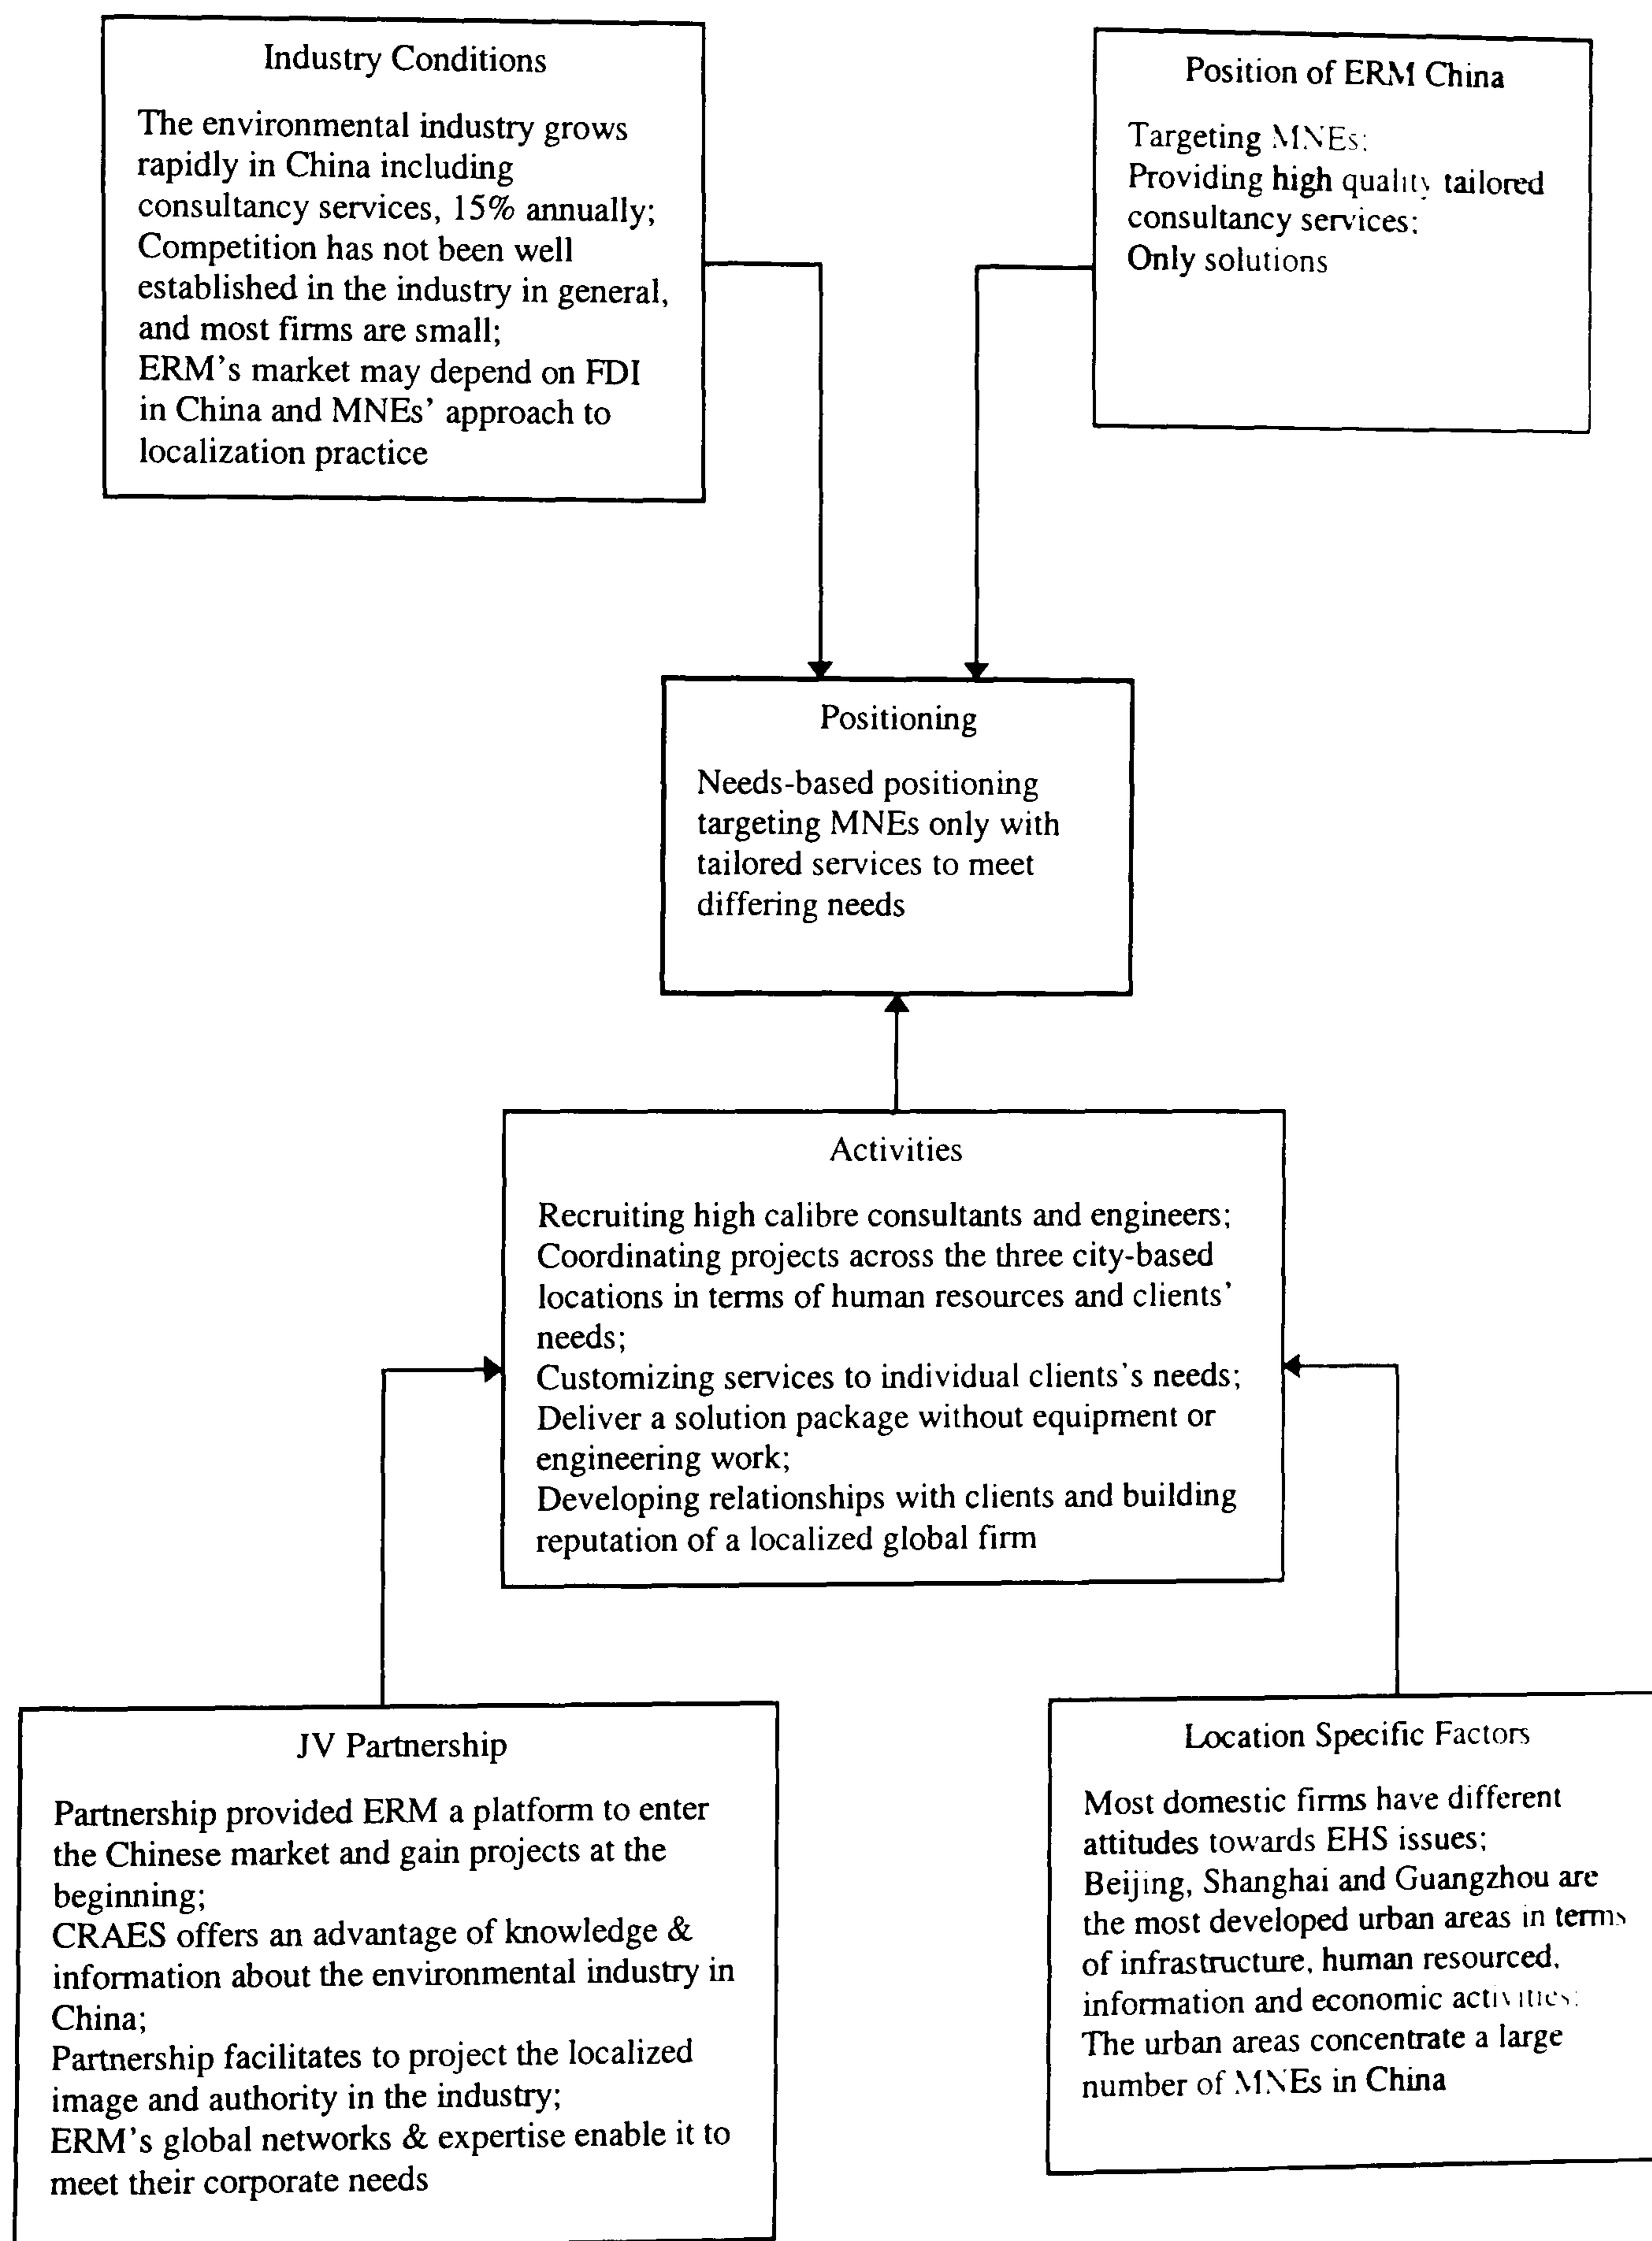 Industry Conditions
The environmental industry grows
rapidly in China including
consultancy services, 15% annually;
Competition has not been well
established in the industry in general,
and most firms are small;
ERM's market may depend on FDI
in China and MNEs' approach to
localization practice
Position of ERM China
Targeting MNEs;
Providing high quality tailored
consultancy services;
Only solutions
Positioning
Needs-based positioning
targeting MNEs only with
tailored services to meet
differing needs
Activities
Recruiting high calibre consultants and engineers;
Coordinating projects across the three city-based
locations in terms of human resources and clients'
needs;
Customizing services to individual clients's needs;
Deliver a solution package without equipment or
engineering work;
Developing relationships with clients and building
reputation of a localized global firm
JV Partnership
Partnership provided ERM a platform to enter
the Chinese market and gain projects at the
beginning;
CRAES offers an advantage of knowledge &
information about the environmental industry in
China;
Partnership facilitates to project the localized
image and authority in the industry;
ERM's global networks & expertise enable it to
meet their corporate needs
Location Specific Factors
Most domestic firms have different
attitudes towards EHS issues;
Beijing, Shanghai and Guangzhou are
the most developed urban areas in terms
of infrastructure, human resourced,
information and economic activities;
The urban areas concentrate a large
number of MNEs in China